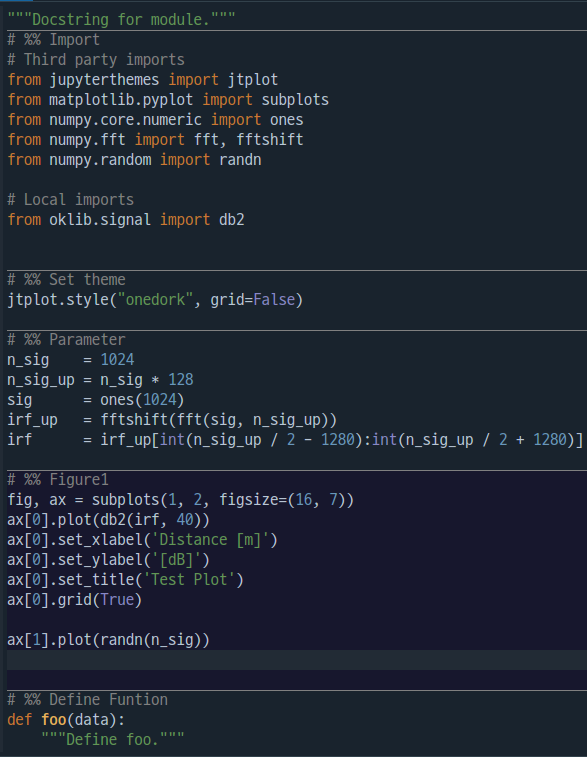 """Docstring for module."""
# %% Import
# Third party imports
from jupyterthemes import jtplot
from matplotlib.pyplot import subplots
from numpy.core.numeric import ones
from numpy.fft import fft, fftshift
from numpy.random import randn

# Local imports
from oklib.signal import db2


# %% Set theme
jtplot.style("onedork", grid=False)

# %% Parameter
n_sig    = 1024
n_sig_up = n_sig * 128
sig      = ones(1024)
irf_up   = fftshift(fft(sig, n_sig_up))
irf      = irf_up[int(n_sig_up / 2 - 1280):int(n_sig_up / 2 + 1280)]

# %% Figure1
fig, ax = subplots(1, 2, figsize=(16, 7))
ax[0].plot(db2(irf, 40))
ax[0].set_xlabel('Distance [m]')
ax[0].set_ylabel('[dB]')
ax[0].set_title('Test Plot')
ax[0].grid(True)

ax[1].plot(randn(n_sig))


# %% Define Funtion
def foo(data):
    """Define foo."""